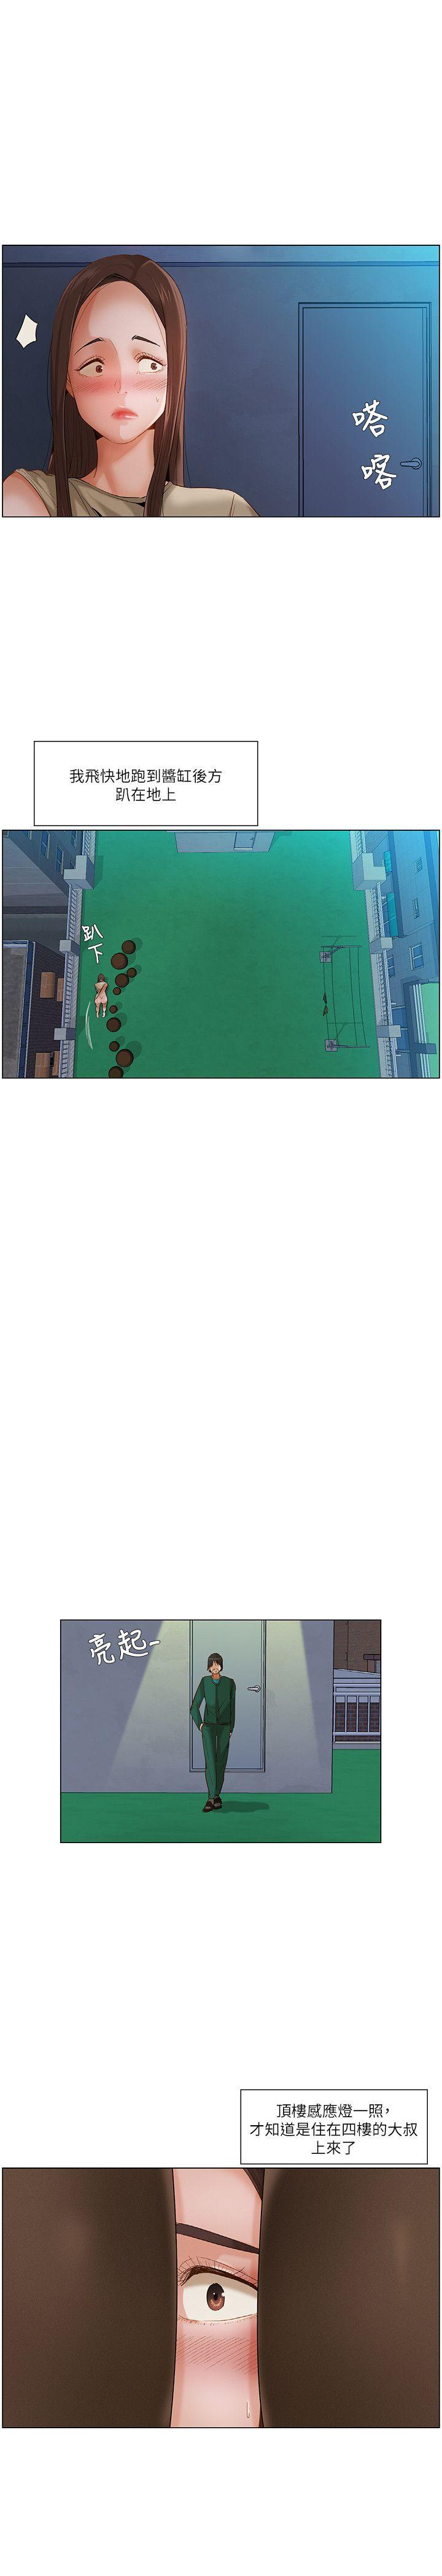 嗒
喀
我飛快地跑到醬缸後方
趴在地上
趴
下
亮起-
頂樓感應燈一照，
才知道是住在四樓的大叔
上來了